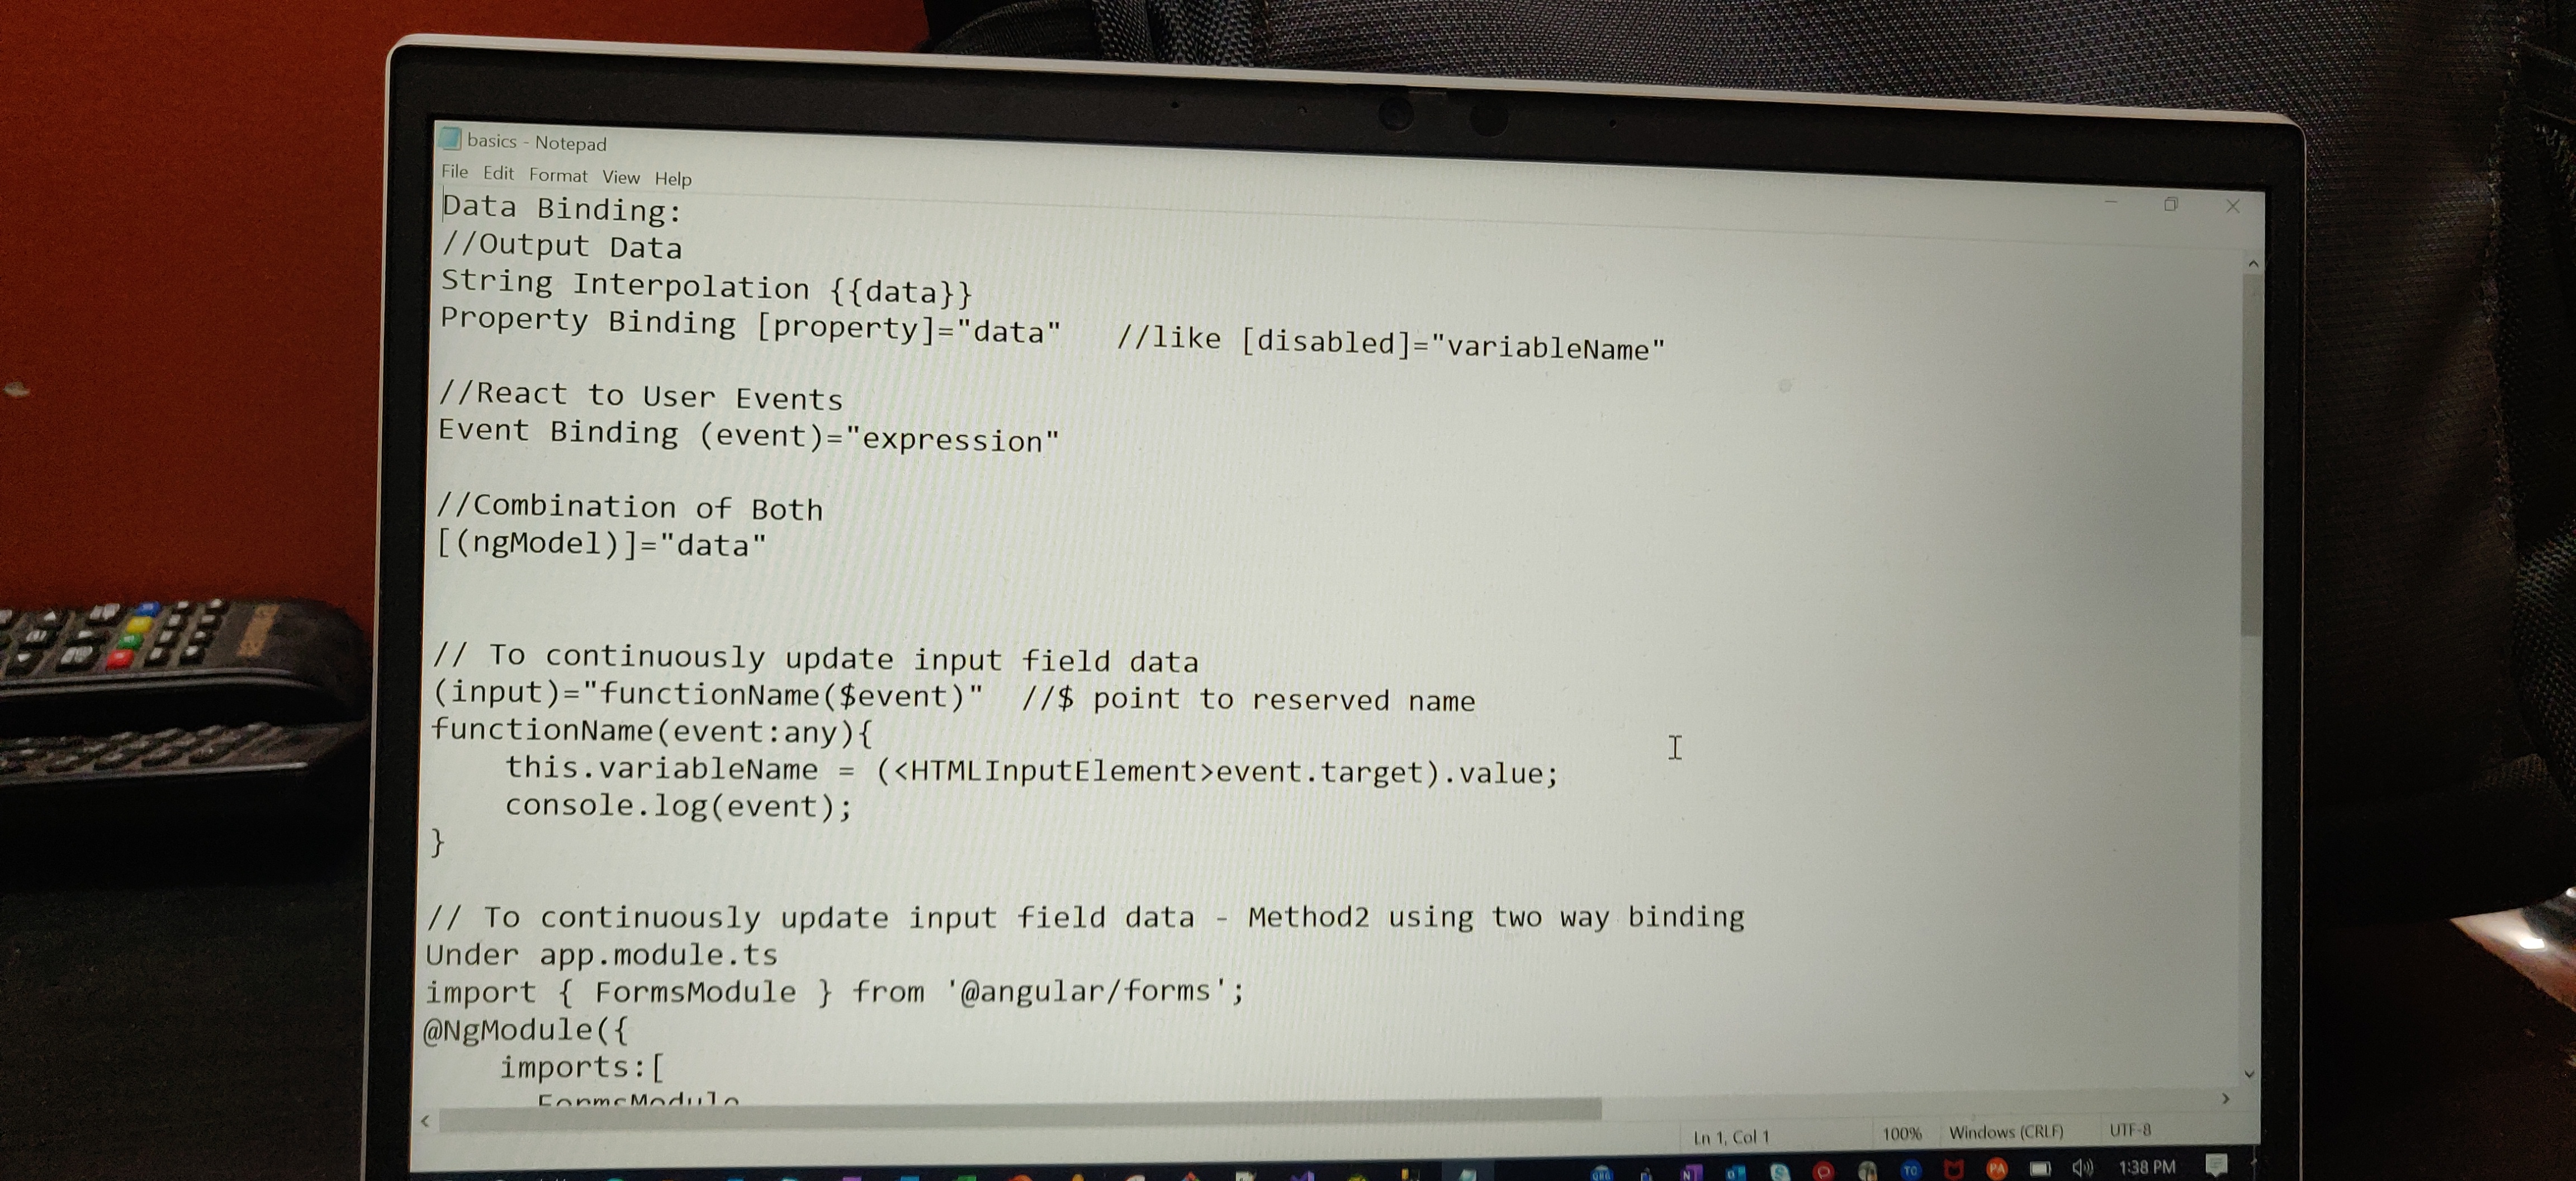 basics - Notepad
File Edit Format View Help
Data Binding:
//Output Data
String Interpolation {{data}}
Property Binding [property]="data"   //like [disabled]="variableName"
//React to User Events
Event Binding (event)="expression"
//Combination of Both
[(ngModel)]="data"
// To continuously update input field data
(input)="functionName($event)"  //$ point to reserved name
functionName(event:any){
    this.variableName = (<HTMLInputElement>event.target).value;
    console.log(event);
}
// To continuously update input field data - Method2 using two way binding
Under app.module.ts
import { FormsModule } from '@angular/forms';
@NgModule({
    imports:[
      FormsModule
Ln 1, Col 1   100%   Windows (CRLF)   UTF-8
1:38 PM